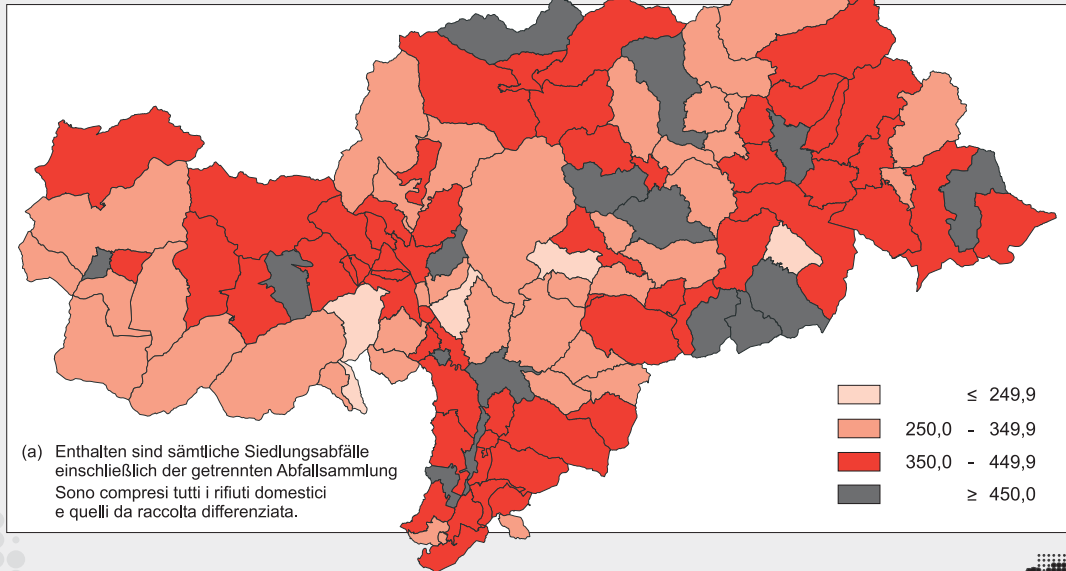 ≤ 249,9
250,0 - 349,9
350,0 - 449,9
≥ 450,0
(a) Enthalten sind sämtliche Siedlungsabfälle
einschließlich der getrennten Abfallsammlung
Sono compresi tutti i rifiuti domestici
e quelli da raccolta differenziata.